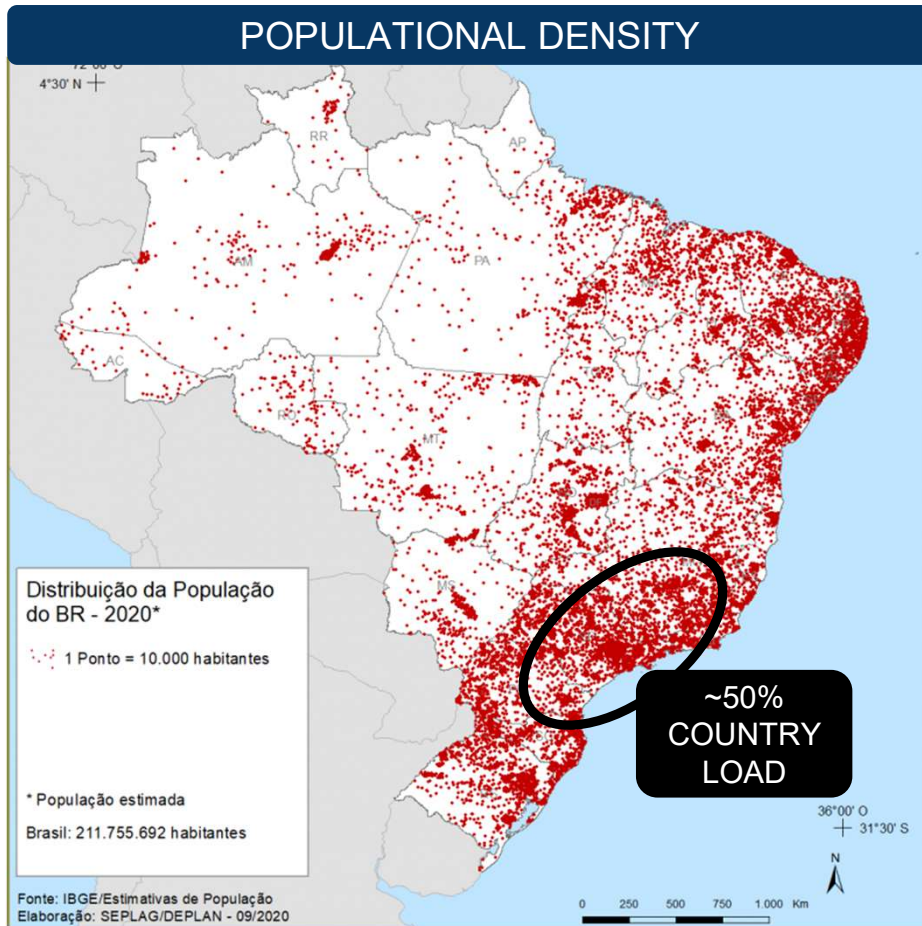 POPULATIONAL DENSITY
4°30' N
RR
AP
AM
PA
AC
RO
MT
MS
Distribuição da População
do BR - 2020*
1 Ponto = 10.000 habitantes
* População estimada
Brasil: 211.755.692 habitantes
~50%
COUNTRY
LOAD
36°00' O
31°30' S
N
Fonte: IBGE/Estimativas de População
Elaboração: SEPLAG/DEPLAN - 09/2020
0 250 500 750 1.000 Km